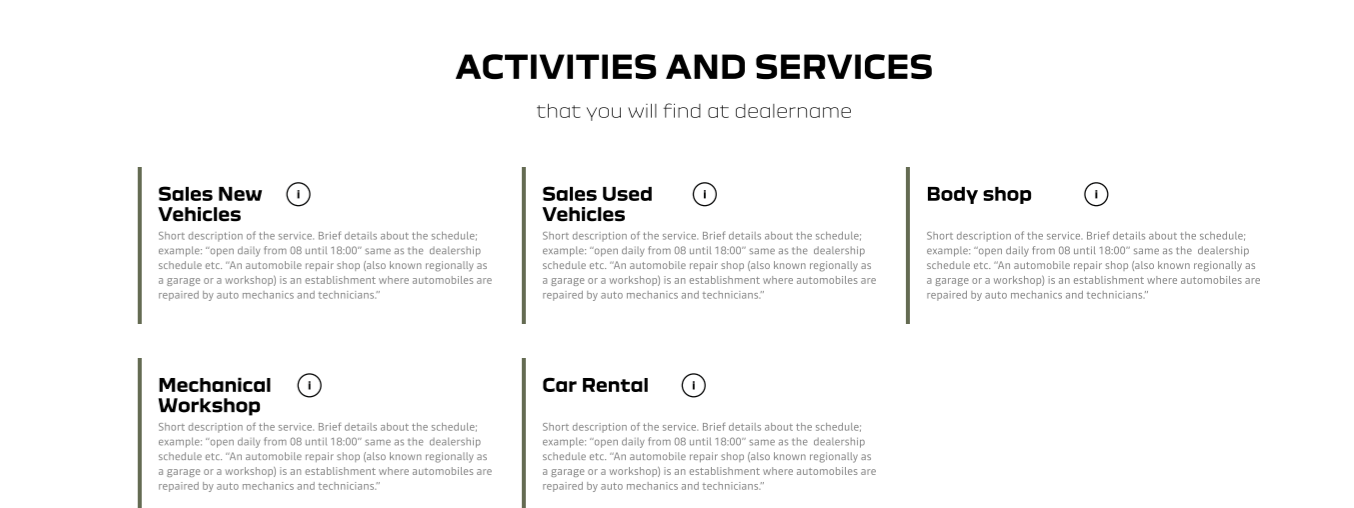 ACTIVITIES AND SERVICES
that you will find at dealername
Sales New
Vehicles
i
Short description of the service. Brief details about the schedule;
example: “open daily from 08 until 18:00” same as the  dealership
schedule etc. “An automobile repair shop (also known regionally as
a garage or a workshop) is an establishment where automobiles are
repaired by auto mechanics and technicians.”
Sales Used
Vehicles
i
Short description of the service. Brief details about the schedule;
example: “open daily from 08 until 18:00” same as the  dealership
schedule etc. “An automobile repair shop (also known regionally as
a garage or a workshop) is an establishment where automobiles are
repaired by auto mechanics and technicians.”
Body shop
i
Short description of the service. Brief details about the schedule;
example: “open daily from 08 until 18:00” same as the  dealership
schedule etc. “An automobile repair shop (also known regionally as
a garage or a workshop) is an establishment where automobiles are
repaired by auto mechanics and technicians.”
Mechanical
Workshop
i
Short description of the service. Brief details about the schedule;
example: “open daily from 08 until 18:00” same as the  dealership
schedule etc. “An automobile repair shop (also known regionally as
a garage or a workshop) is an establishment where automobiles are
repaired by auto mechanics and technicians.”
Car Rental
i
Short description of the service. Brief details about the schedule;
example: “open daily from 08 until 18:00” same as the  dealership
schedule etc. “An automobile repair shop (also known regionally as
a garage or a workshop) is an establishment where automobiles are
repaired by auto mechanics and technicians.”